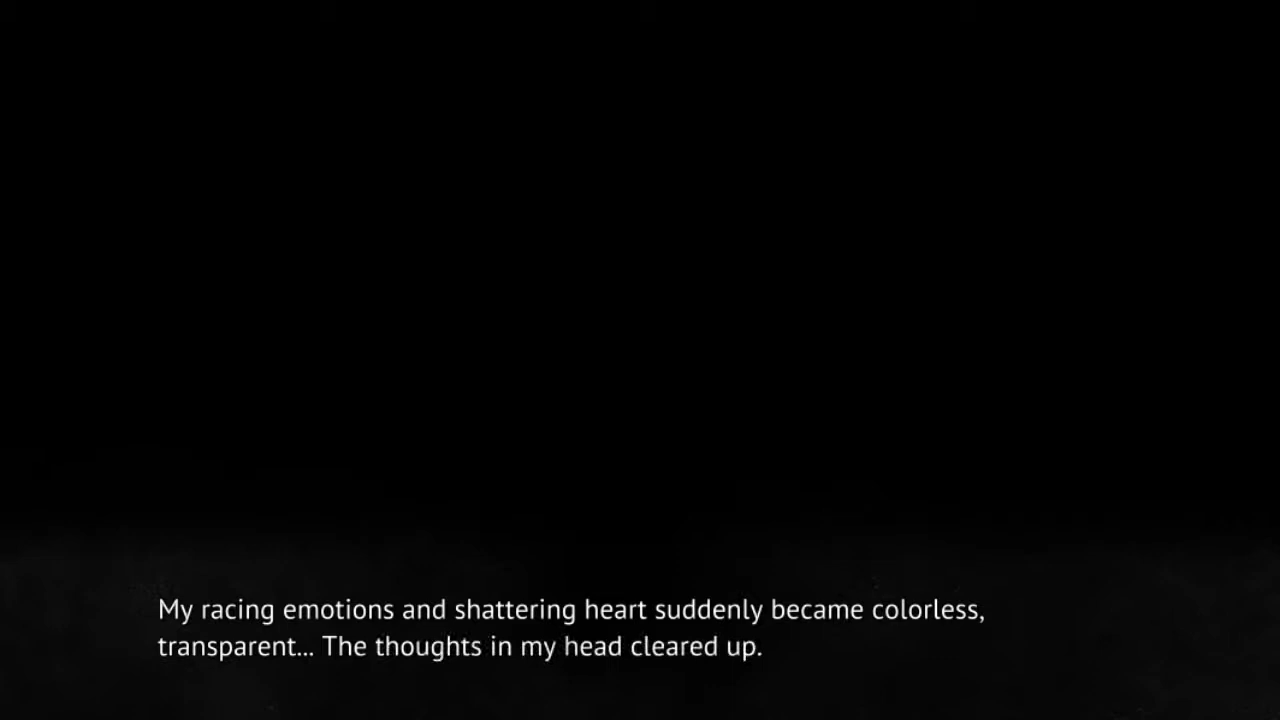 My racing emotions and shattering heart suddenly became colorless,
transparent... The thoughts in my head cleared up.